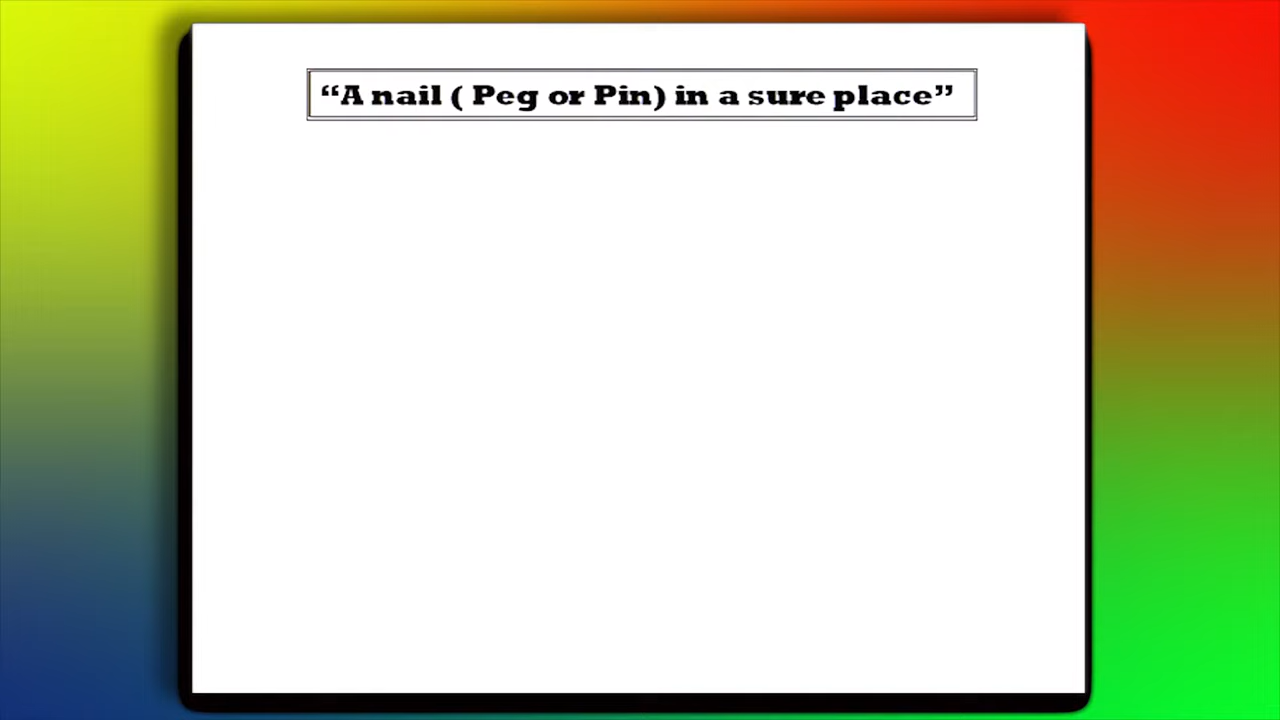 “A nail ( Peg or Pin) in a sure place”